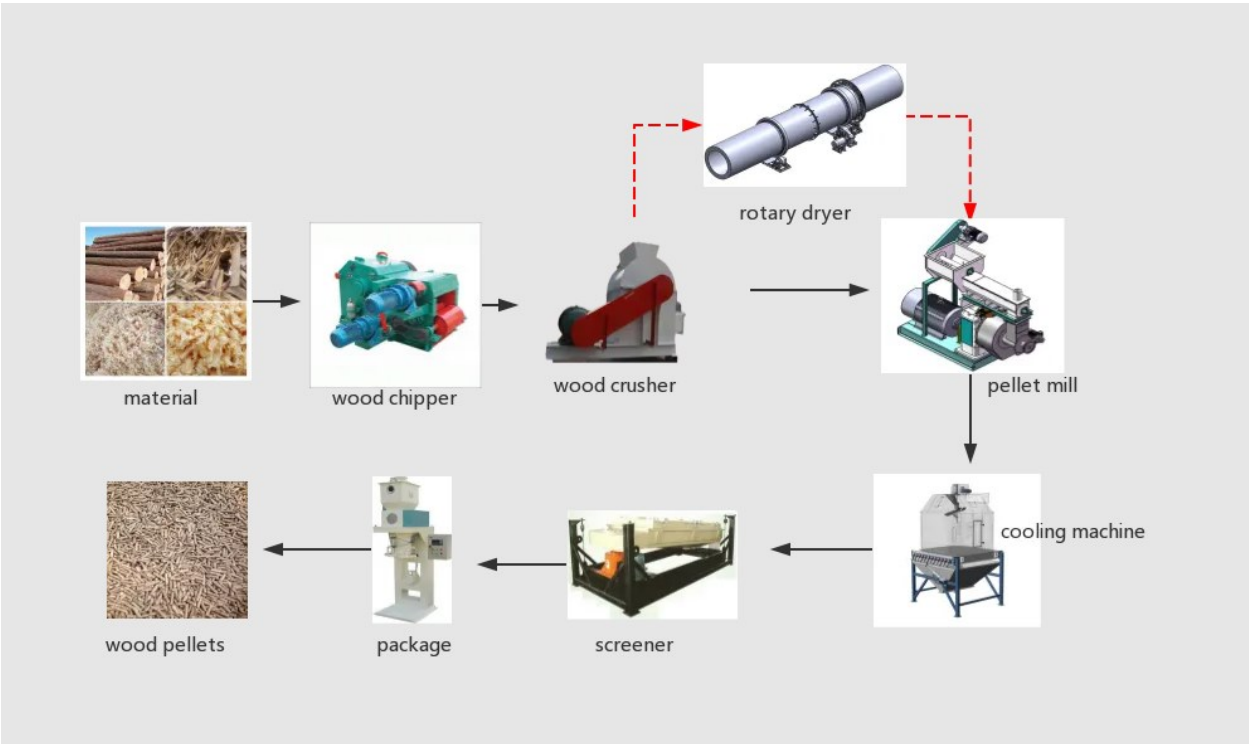 rotary dryer
material
wood chipper
wood crusher
pellet mill
cooling machine
wood pellets
package
screener